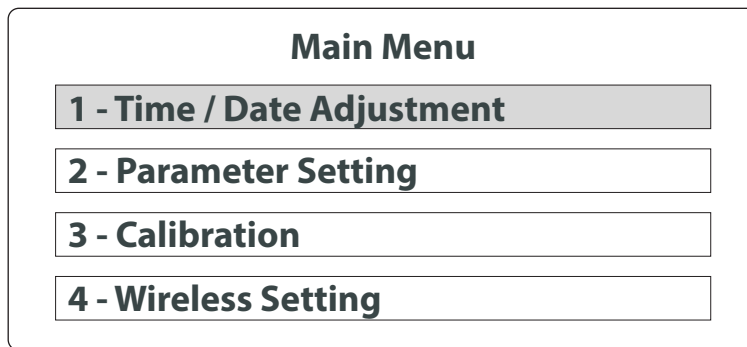 Main Menu
1 - Time / Date Adjustment
2 - Parameter Setting
3 - Calibration
4 - Wireless Setting